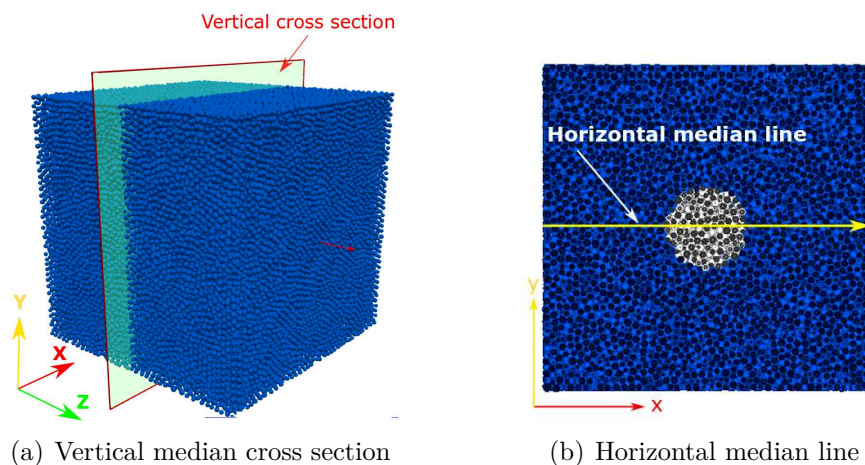 Vertical cross section
Y
X
Z
(a) Vertical median cross section
Horizontal median line
y
x
(b) Horizontal median line